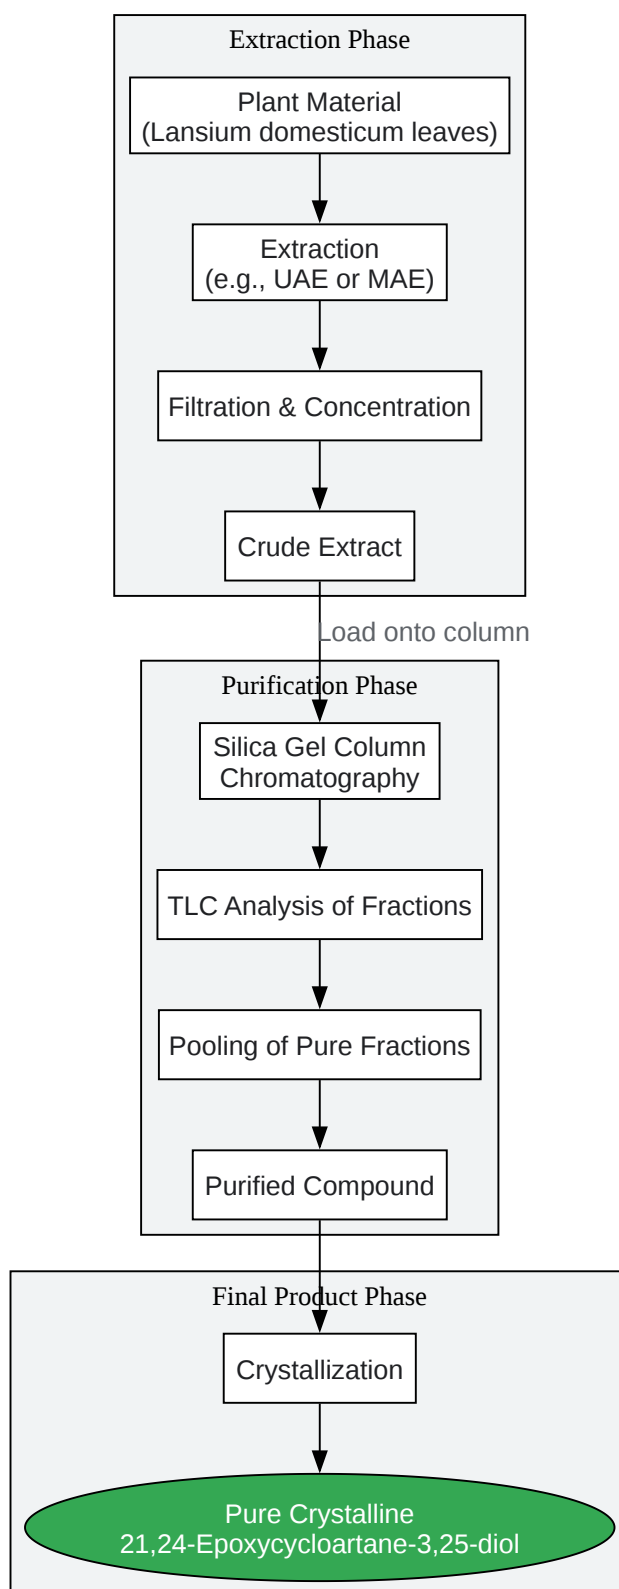 Extraction Phase
Plant Material
(Lansium domesticum leaves)
Extraction
(e.g., UAE or MAE)
Filtration & Concentration
Crude Extract
Load onto column
Purification Phase
Silica Gel Column
Chromatography
TLC Analysis of Fractions
Pooling of Pure Fractions
Purified Compound
Final Product Phase
Crystallization
Pure Crystalline
21,24-Epoxycycloartane-3,25-diol